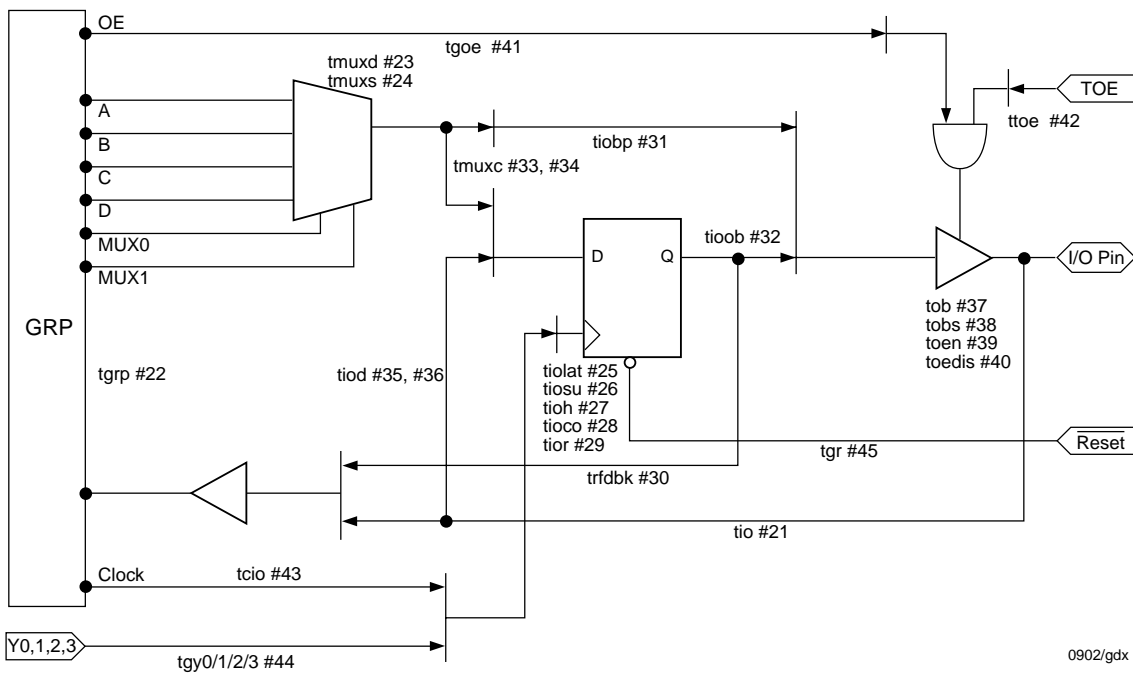 OE
tgoe #41
tmuxd #23
tmuxs #24
TOE
ttoe #42
A
tiobp #31
B
tmuxc #33, #34
C
D
MUX0
tioob #32
MUX1
D
Q
I/O Pin
GRP
tob #37
tobs #38
toen #39
toedis #40
tgrp #22
tiod #35, #36
tiolat #25
tiosu #26
tioh #27
tioco #28
tior #29
Reset
tgr #45
trfdbk #30
tio #21
Clock
tcio #43
Y0,1,2,3
tgy0/1/2/3 #44
0902/gdx